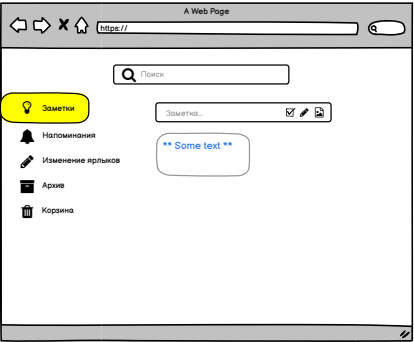 A Web Page
https://
Поиск
Заметки
Заметка...
Напоминания
** Some text **
Изменение ярлыков
Архив
Корзина